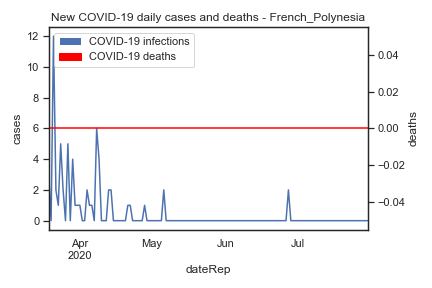 New COVID-19 daily cases and deaths - French_Polynesia
COVID-19 infections
COVID-19 deaths
12
10
8
6
4
2
0
cases
0.04
0.02
0.00
−0.02
−0.04
deaths
Apr
2020
May
Jun
Jul
dateRep